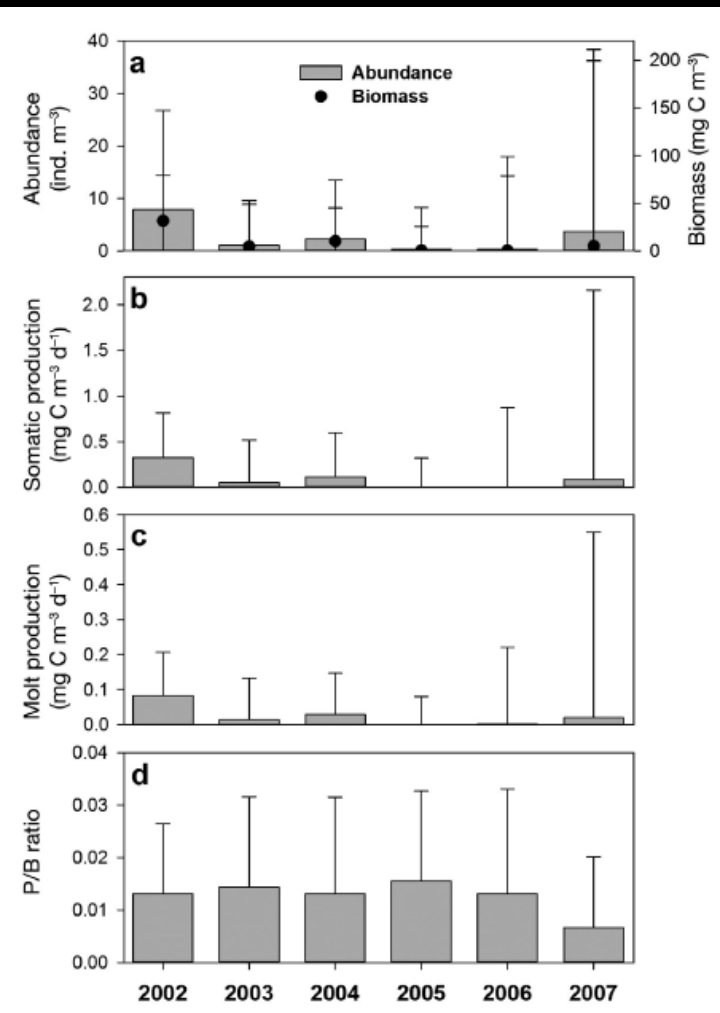 a
40
30
20
10
0
Abundance
(ind. m⁻³)
Abundance
Biomass
200
150
100
50
0
Biomass (mg C m⁻³)
b
2.0
1.5
1.0
0.5
0.0
Somatic production
(mg C m⁻³ d⁻¹)
c
0.6
0.5
0.4
0.3
0.2
0.1
0.0
Molt production
(mg C m⁻³ d⁻¹)
d
0.04
0.03
0.02
0.01
0.00
P/B ratio
2002 2003 2004 2005 2006 2007